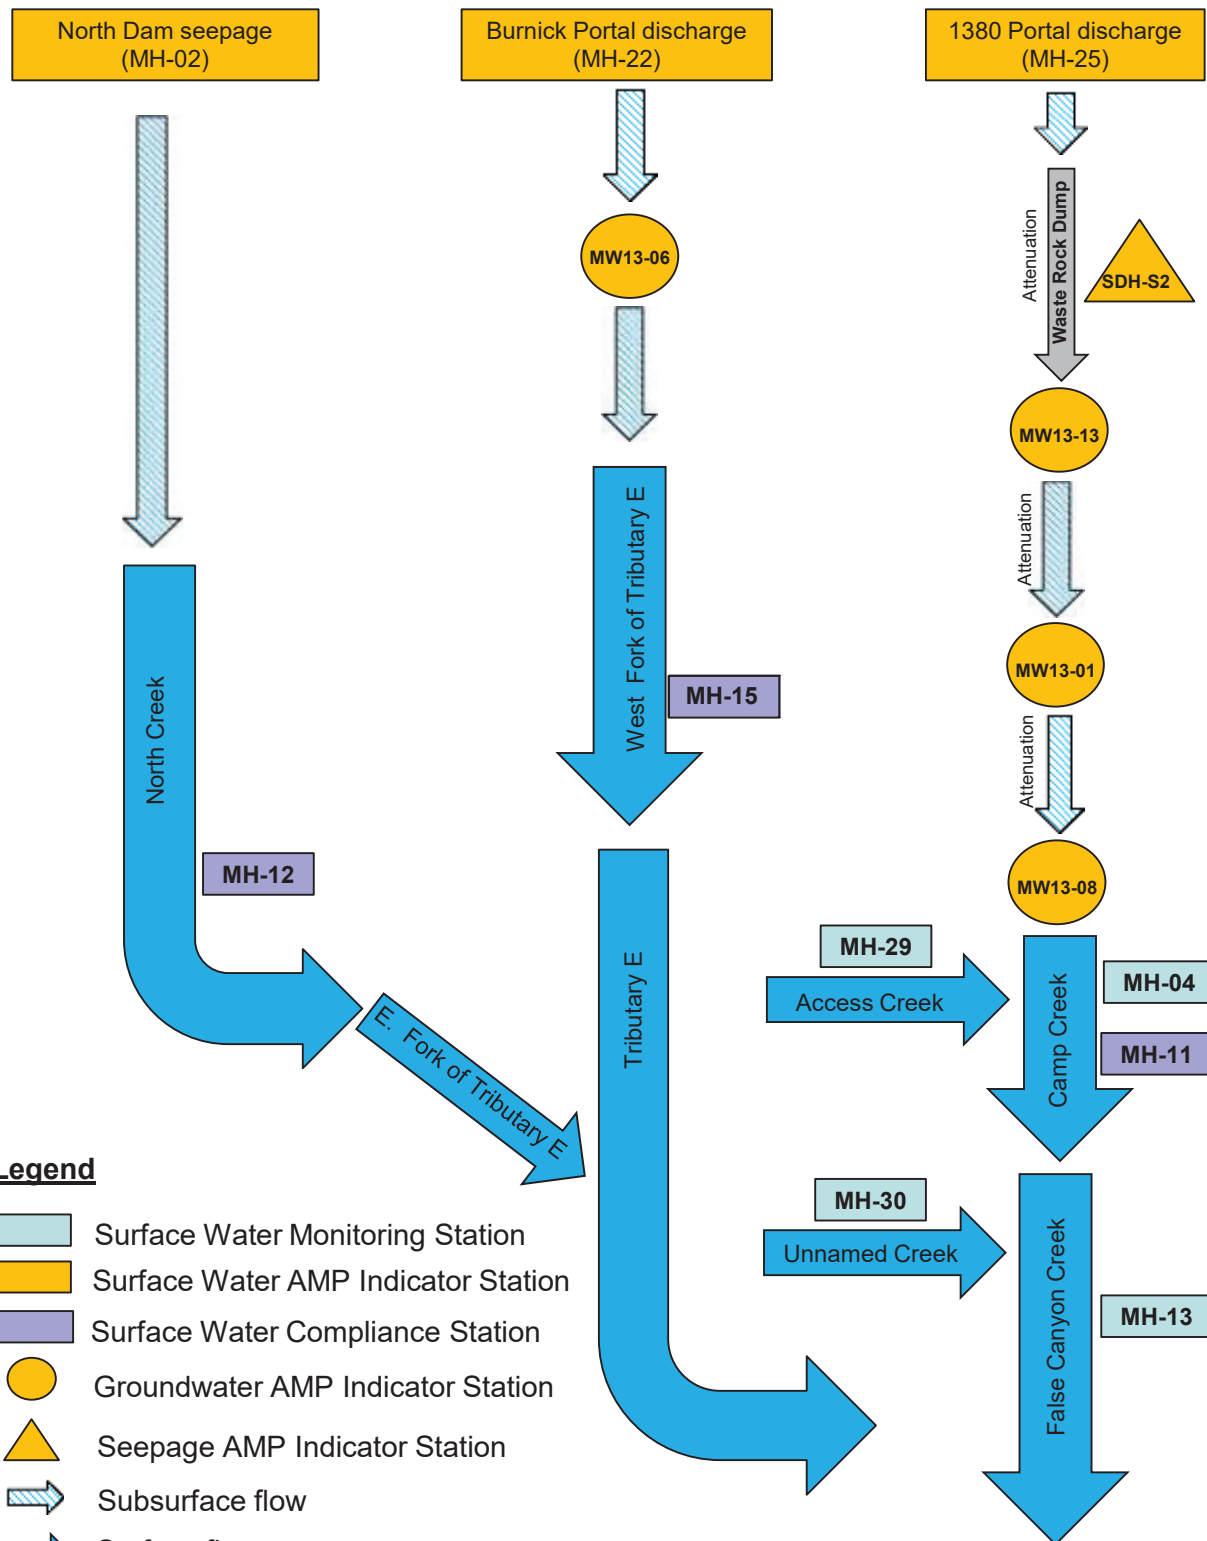 North Dam seepage
(MH-02)
Burnick Portal discharge
(MH-22)
1380 Portal discharge
(MH-25)
Attenuation
Waste Rock Dump
SDH-S2
MW13-06
MW13-13
Attenuation
West Fork of Tributary E
MH-15
North Creek
MW13-01
Attenuation
MH-12
MW13-08
MH-29
Access Creek
Camp Creek
MH-04
MH-11
Tributary E
E. Fork of Tributary E
MH-30
Unnamed Creek
False Canyon Creek
MH-13
Legend
Surface Water Monitoring Station
Surface Water AMP Indicator Station
Surface Water Compliance Station
Groundwater AMP Indicator Station
Seepage AMP Indicator Station
Subsurface flow